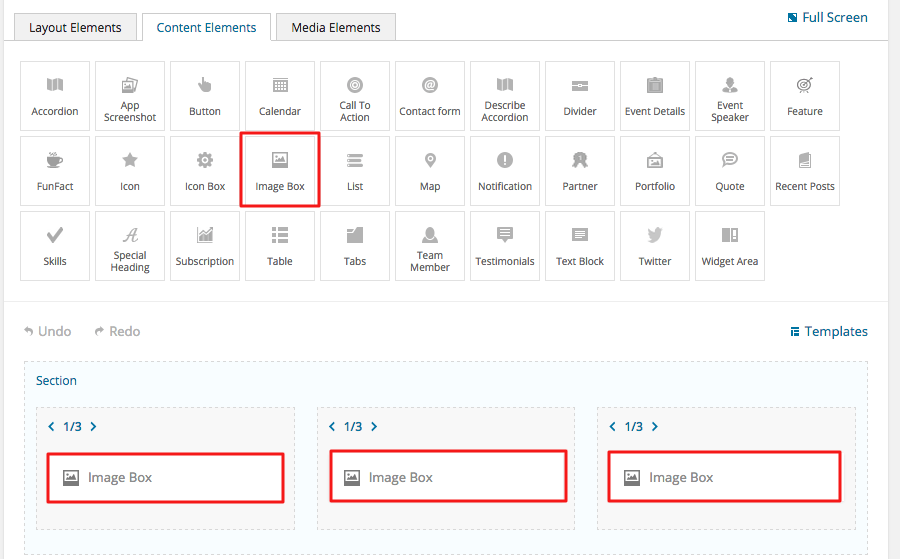 Layout Elements
Content Elements
Media Elements
Full Screen
Accordion
App
Screenshot
Button
Calendar
Call To
Action
Contact form
Describe
Accordion
Divider
Event Details
Event
Speaker
Feature
FunFact
Icon
Icon Box
Image Box
List
Map
Notification
Partner
Portfolio
Quote
Recent Posts
Skills
Special
Heading
Subscription
Table
Tabs
Team
Member
Testimonials
Text Block
Twitter
Widget Area
Undo
Redo
Templates
Section
1/3
1/3
1/3
Image Box
Image Box
Image Box